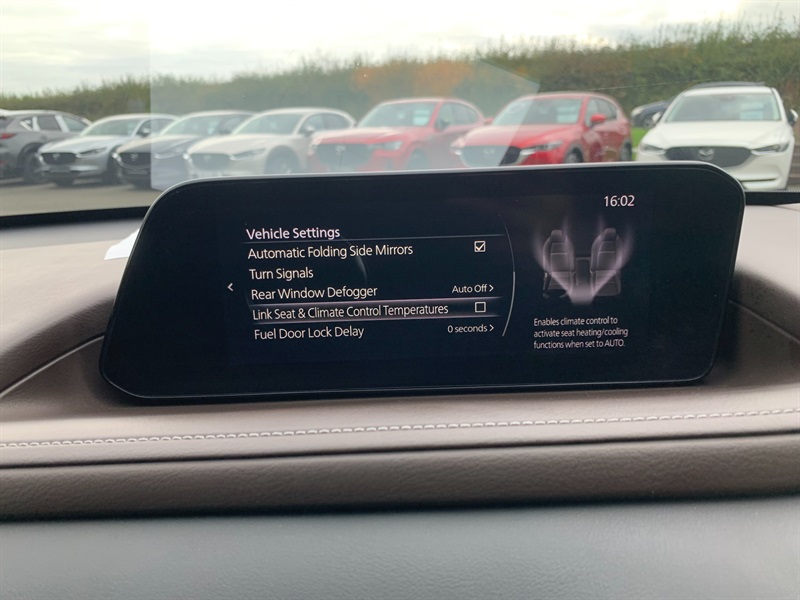 16:02
Vehicle Settings
Automatic Folding Side Mirrors
Turn Signals
Rear Window Defogger Auto Off
Link Seat & Climate Control Temperatures
Fuel Door Lock Delay 0 seconds
Enables climate control to
activate seat heating/cooling
functions when set to AUTO.